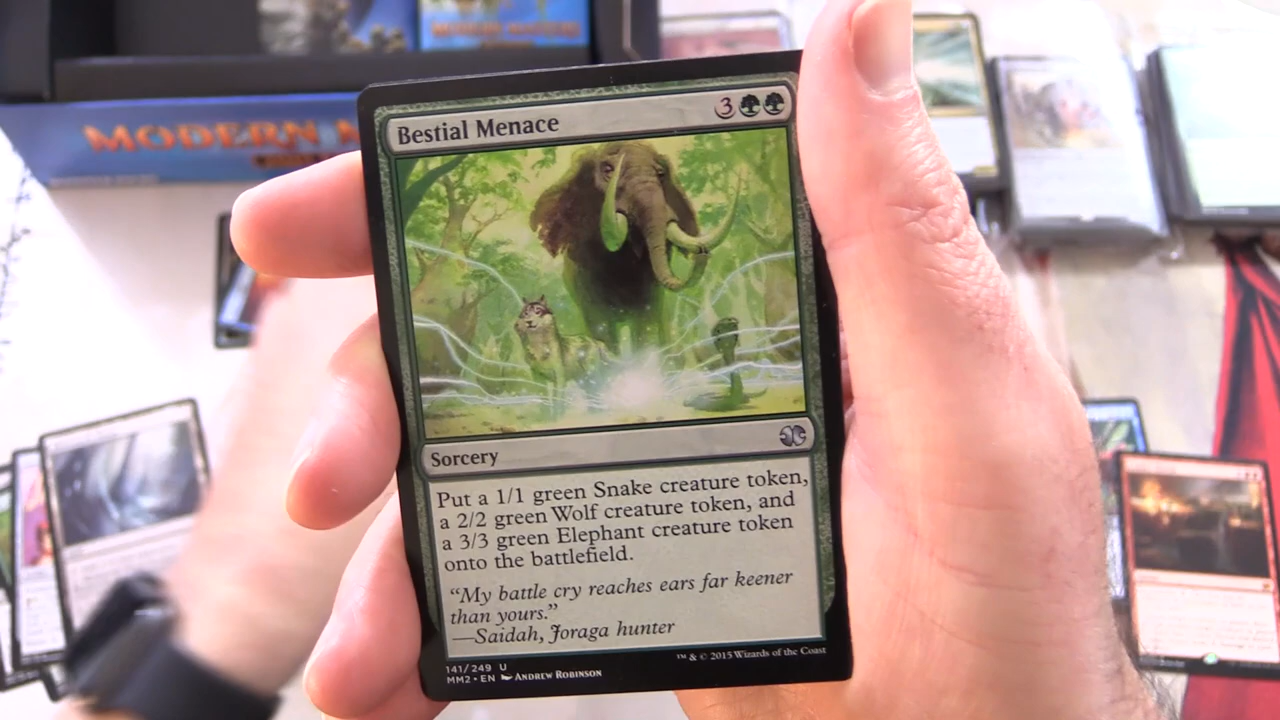 MODERN
Bestial Menace
3
Sorcery
Put a 1/1 green Snake creature token,
a 2/2 green Wolf creature token, and
a 3/3 green Elephant creature token
onto the battlefield.
“My battle cry reaches ears far keener
than yours.”
—Saidah, Joraga hunter
141/249 U
MM2 • EN Andrew Robinson
™ & © 2015 Wizards of the Coast